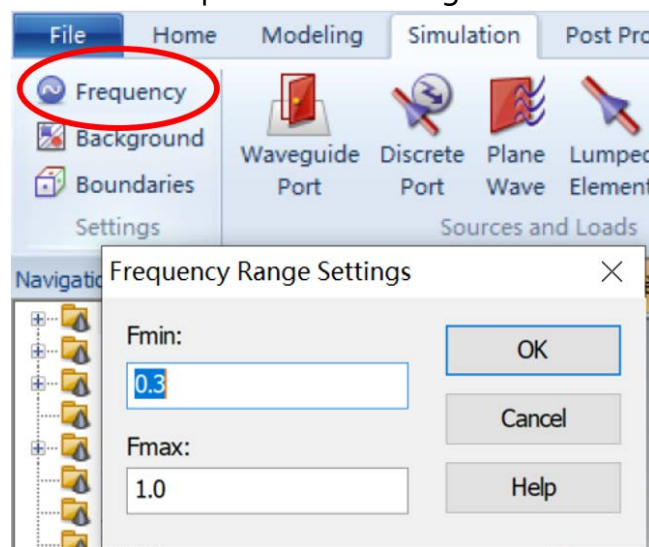 File Home Modeling Simulation Post Pro
Frequency
Background
Boundaries
Settings
Waveguide Port
Discrete Port
Plane Wave
Lumped Element
Sources and Loads
Navigatio
Frequency Range Settings
Fmin:
0.3
Fmax:
1.0
OK
Cancel
Help